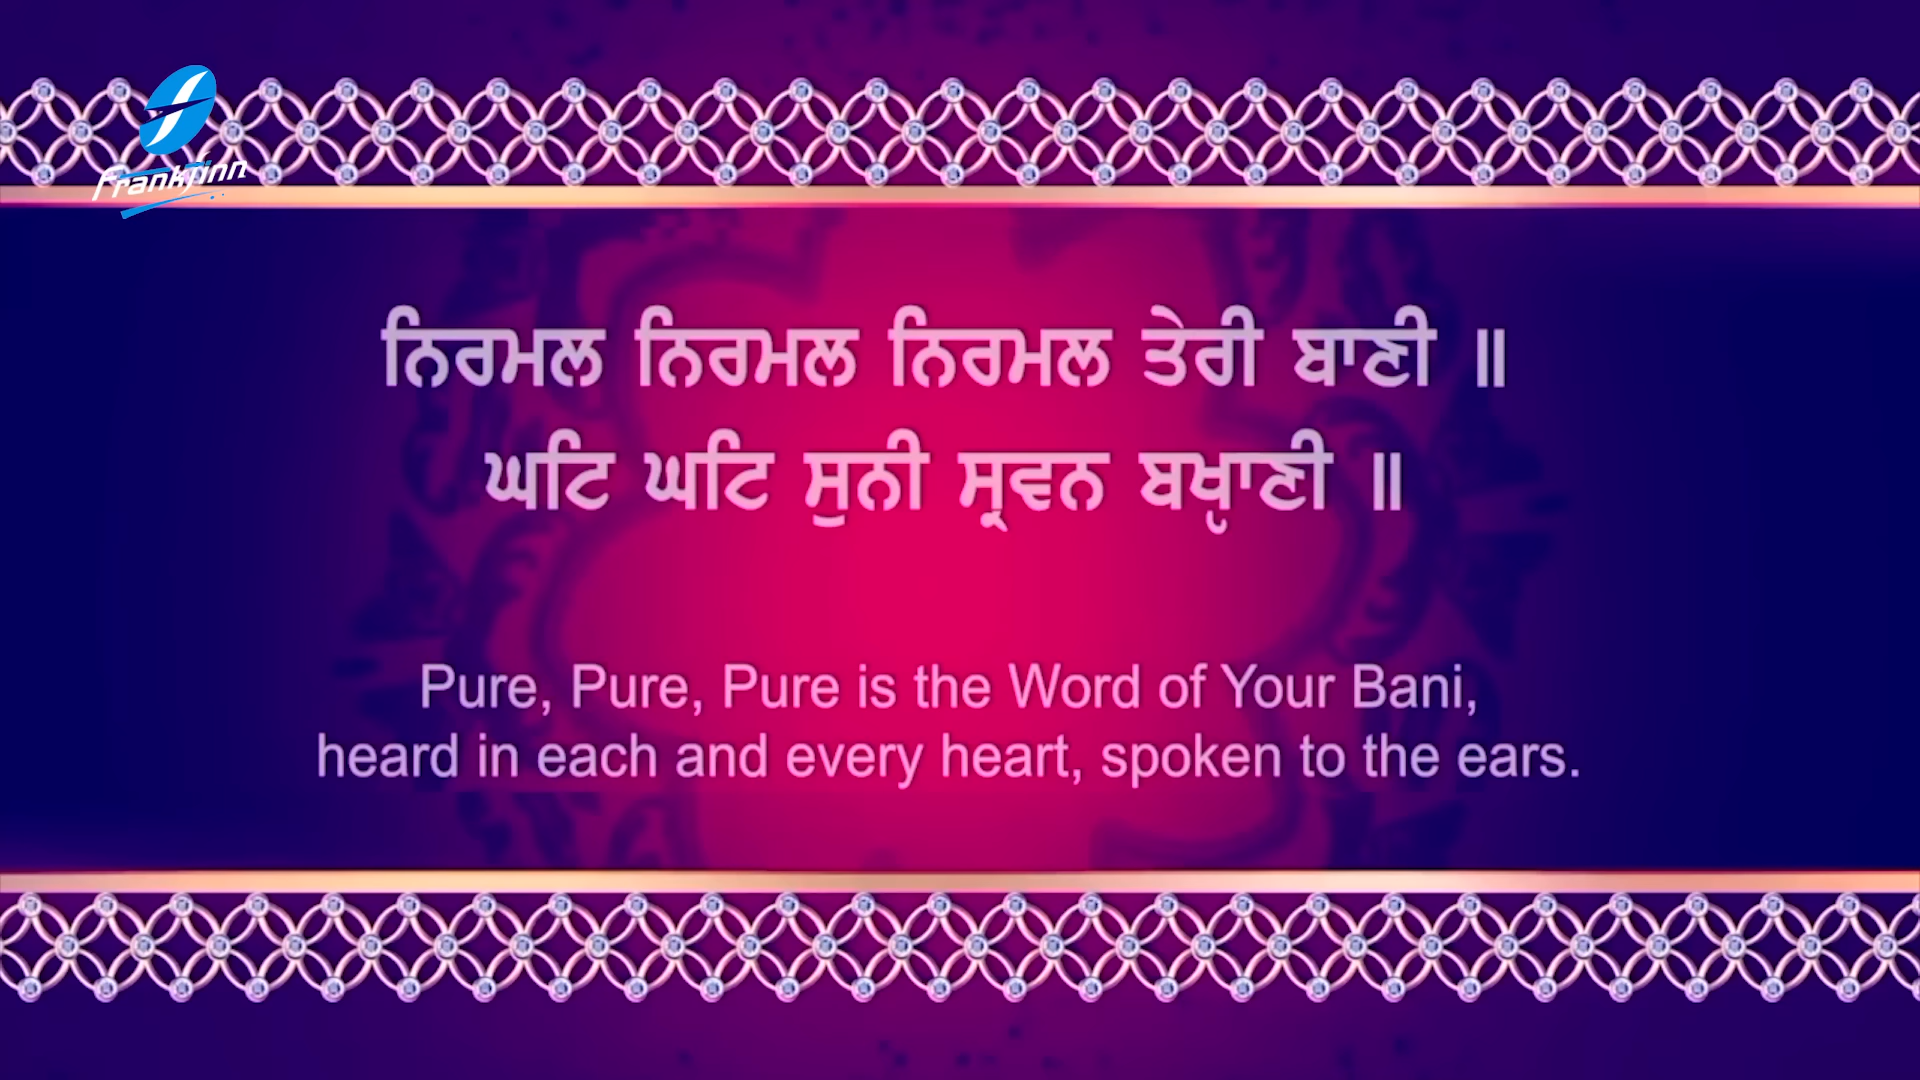 Frankfinn
ਨਿਰਮਲ ਨਿਰਮਲ ਨਿਰਮਲ ਤੇਰੀ ਬਾਣੀ ॥
ਘਟਿ ਘਟਿ ਸੁਨੀ ਸ੍ਰਵਨ ਬਖੵਾਣੀ ॥
Pure, Pure, Pure is the Word of Your Bani,
heard in each and every heart, spoken to the ears.